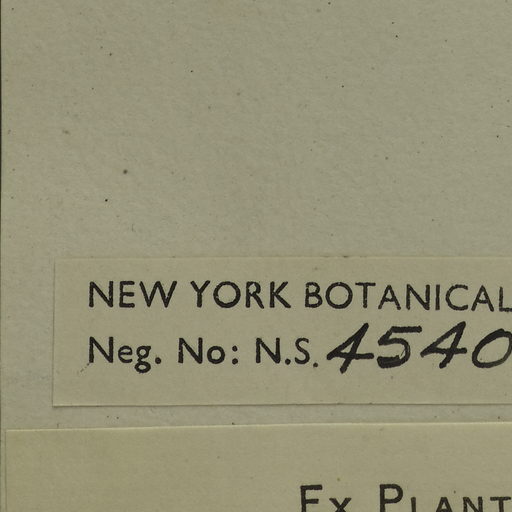 NEW YORK BOTANICAL
Neg. No: N.S. 4540
Ex PLANT